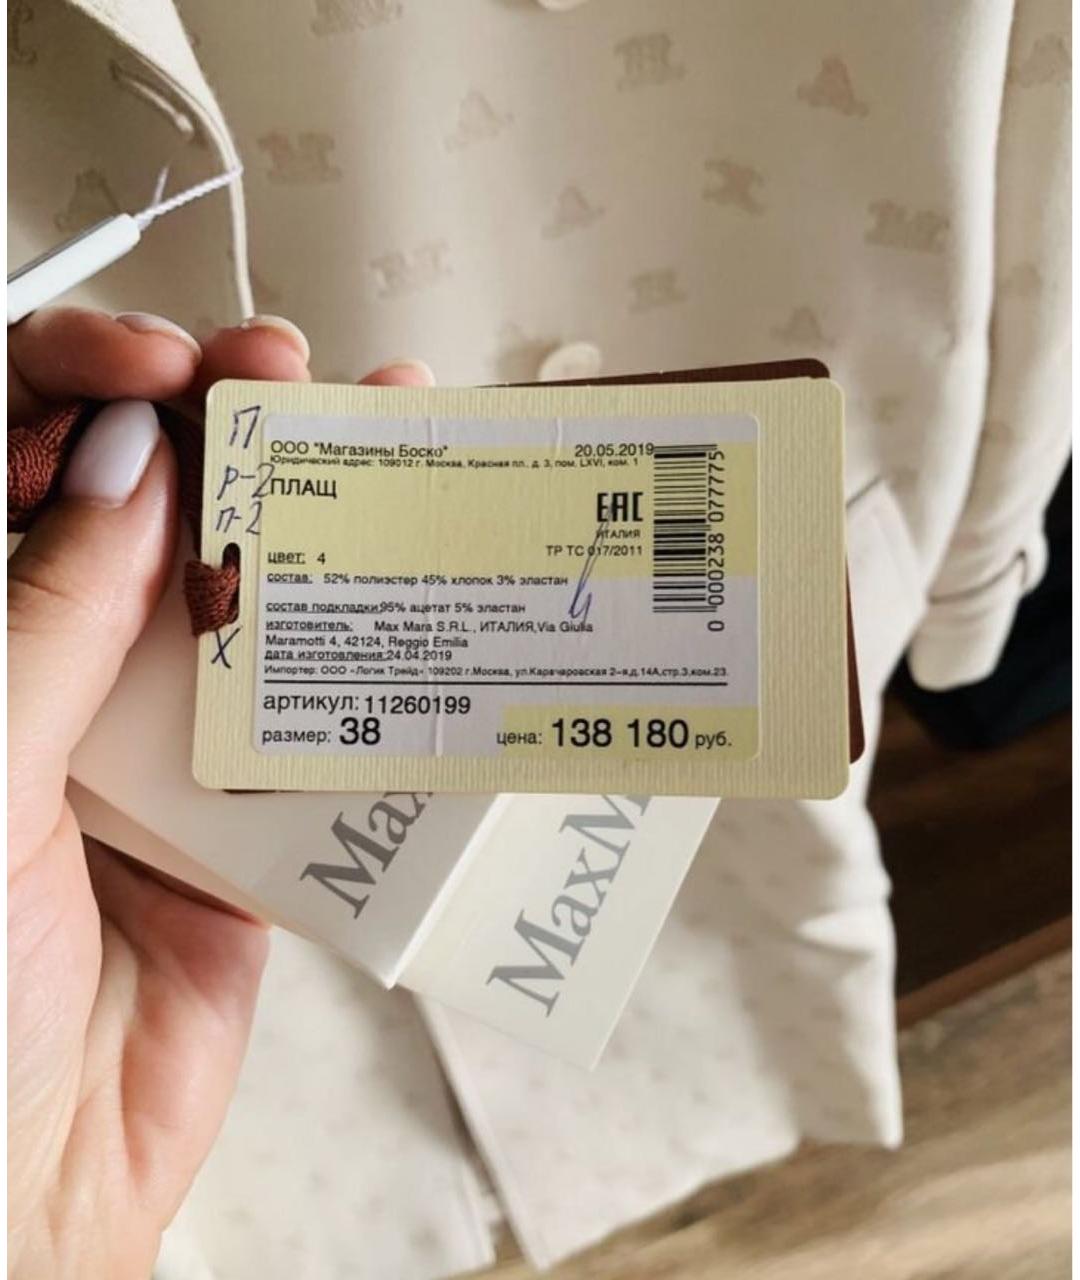 П
р-2
п-2
Х
ООО "Магазины Боско" 20.05.2019
Юридический адрес: 109012 г. Москва, Красная пл., д. 3, пом. LXVI, ком. 1
ПЛАЩ
ЕАС
ИТАЛИЯ
ТР ТС 017/2011
цвет: 4
состав: 52% полиэстер 45% хлопок 3% эластан
состав подкладки:95% ацетат 5% эластан
изготовитель: Max Mara S.R.L., ИТАЛИЯ,Via Giulia
Maramotti 4, 42124, Reggio Emilia
дата изготовления:24.04.2019
Импортер: ООО «Логик Трейд» 109202 г.Москва, ул.Карачаровская 2-я,д.14А,стр.3,ком.23.
артикул: 11260199
размер: 38 цена: 138 180 руб.
0 000238 077775
Max
MaxM